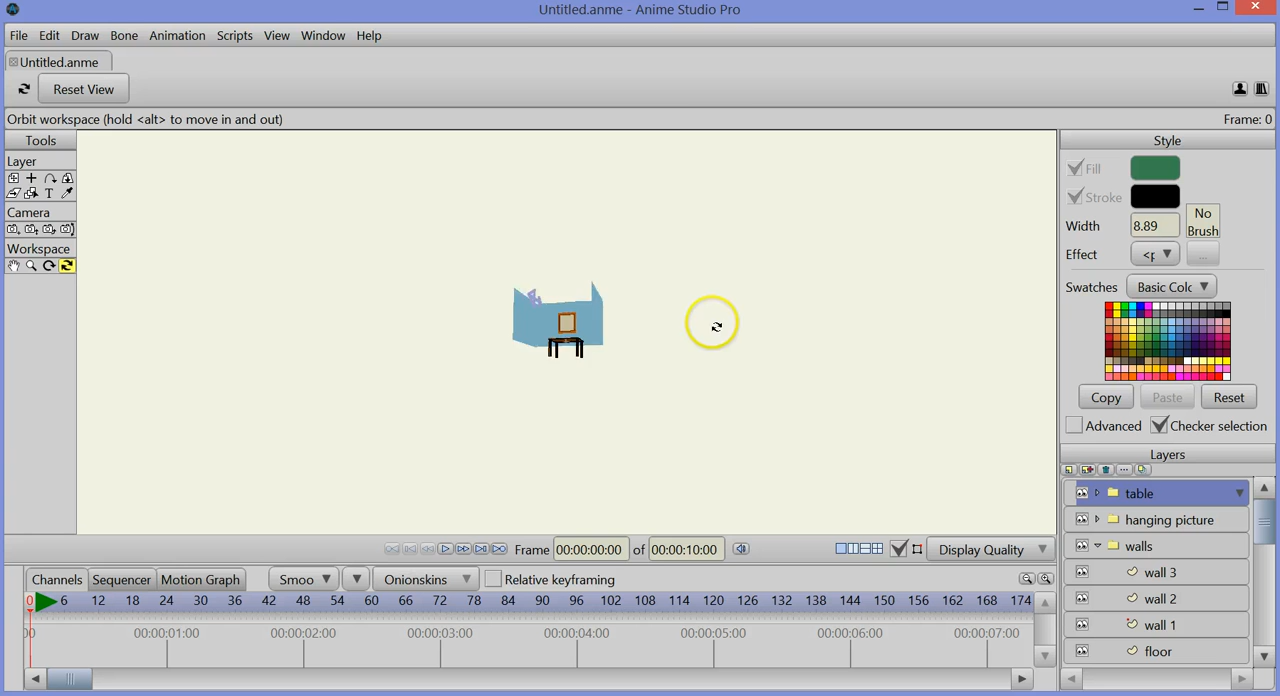 Untitled.anme - Anime Studio Pro
File Edit Draw Bone Animation Scripts View Window Help
Untitled.anme
Reset View
Orbit workspace (hold <alt> to move in and out) Frame: 0
Tools
Layer
T
Camera
Workspace
Style
Fill
Stroke
Width 8.89 No Brush
Effect <p ...
Swatches Basic Colc
Copy Paste Reset
Advanced Checker selection
Layers
table
hanging picture
walls
wall 3
wall 2
wall 1
floor
Frame 00:00:00:00 of 00:00:10:00 Display Quality
Channels Sequencer Motion Graph Smoo Onionskins Relative keyframing
0 6 12 18 24 30 36 42 48 54 60 66 72 78 84 90 96 102 108 114 120 126 132 138 144 150 156 162 168 174
00 00:00:01:00 00:00:02:00 00:00:03:00 00:00:04:00 00:00:05:00 00:00:06:00 00:00:07:00